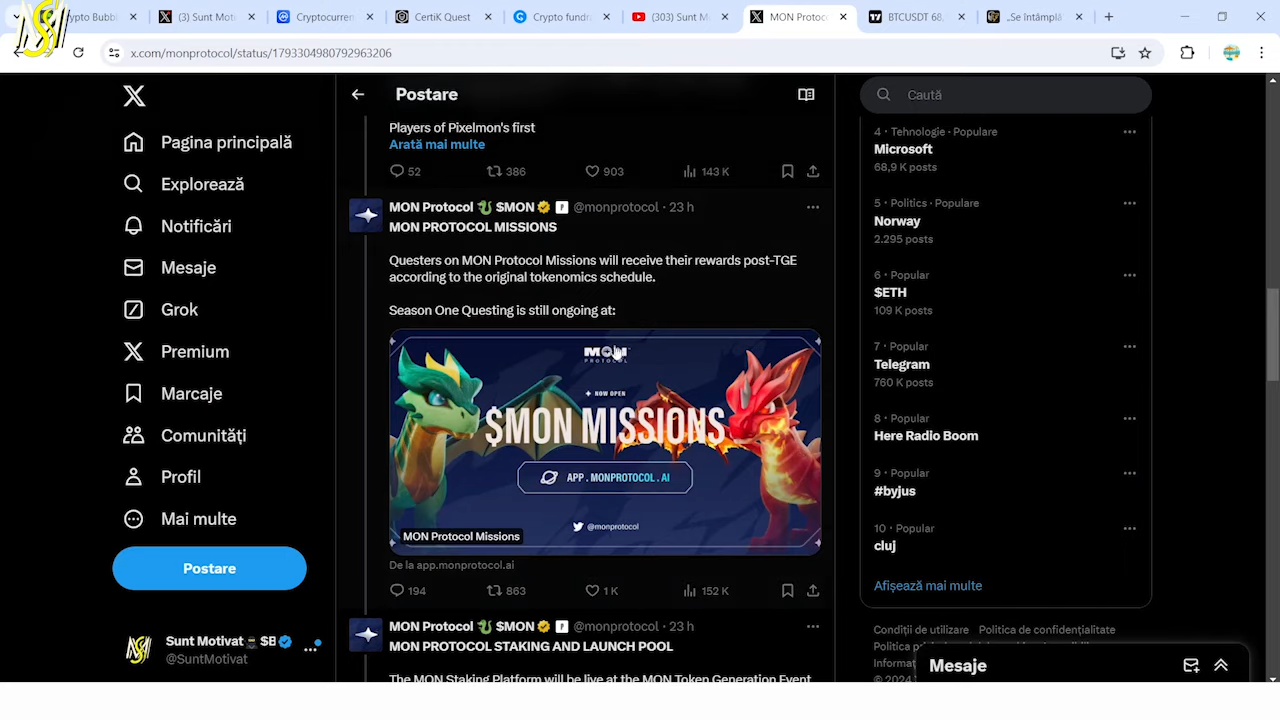 ypto Bubbl
(3) Sunt Moti
Cryptocurren
CertiK Quest
Crypto fundr
(303) Sunt M
MON Protoc
BTCUSDT 68.
„Se întâmpl
x.com/monprotocol/status/1793304980792963206
Pagina principală
Explorează
Notificări
Mesaje
Grok
Premium
Marcaje
Comunități
Profil
Mai multe
Postare
Sunt Motivat $B
@SuntMotivat
Postare
Players of Pixelmon's first
Arată mai multe
52 386 903 143 K
MON Protocol $MON @monprotocol · 23 h
MON PROTOCOL MISSIONS
Questers on MON Protocol Missions will receive their rewards post-TGE
according to the original tokenomics schedule.
Season One Questing is still ongoing at:
MON
PROTOCOL
NOW OPEN
$MON MISSIONS
APP.MONPROTOCOL.AI
@monprotocol
MON Protocol Missions
De la app.monprotocol.ai
194 863 1 K 152 K
MON Protocol $MON @monprotocol · 23 h
MON PROTOCOL STAKING AND LAUNCH POOL
The MON Staking Platform will be live at the MON Token Generation Event
Caută
4 · Tehnologie · Populare
Microsoft
68,9 K posts
5 · Politics · Populare
Norway
2.295 posts
6 · Popular
$ETH
109 K posts
7 · Popular
Telegram
760 K posts
8 · Popular
Here Radio Boom
9 · Popular
#byjus
10 · Popular
cluj
Afișează mai multe
Condiții de utilizare Politica de confidențialitate
Politica
Informaț
© 2024
Mesaje